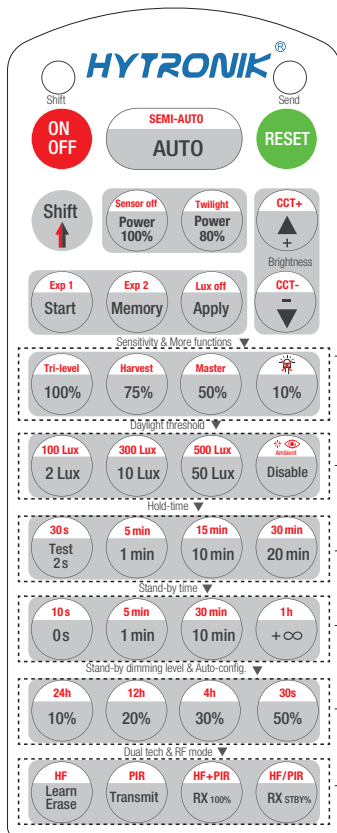 HYTRONIK®
Shift
Send
ON
OFF
SEMI-AUTO
AUTO
RESET
Shift
Sensor off
Power
100%
Twilight
Power
80%
CCT+
+
Brightness
CCT-
-
Exp 1
Start
Exp 2
Memory
Lux off
Apply
Sensitivity & More functions
Tri-level
100%
Harvest
75%
Master
50%
10%
Daylight threshold
100 Lux
2 Lux
300 Lux
10 Lux
500 Lux
50 Lux
Ambient
Disable
Hold-time
30s
Test
2s
5 min
1 min
15 min
10 min
30 min
20 min
Stand-by time
10s
0s
5 min
1 min
30 min
10 min
1h
+∞
Stand-by dimming level & Auto-config.
24h
10%
12h
20%
4h
30%
30s
50%
Dual tech & RF mode
HF
Learn
Erase
PIR
Transmit
HF+PIR
RX 100%
HF/PIR
RX STBY%